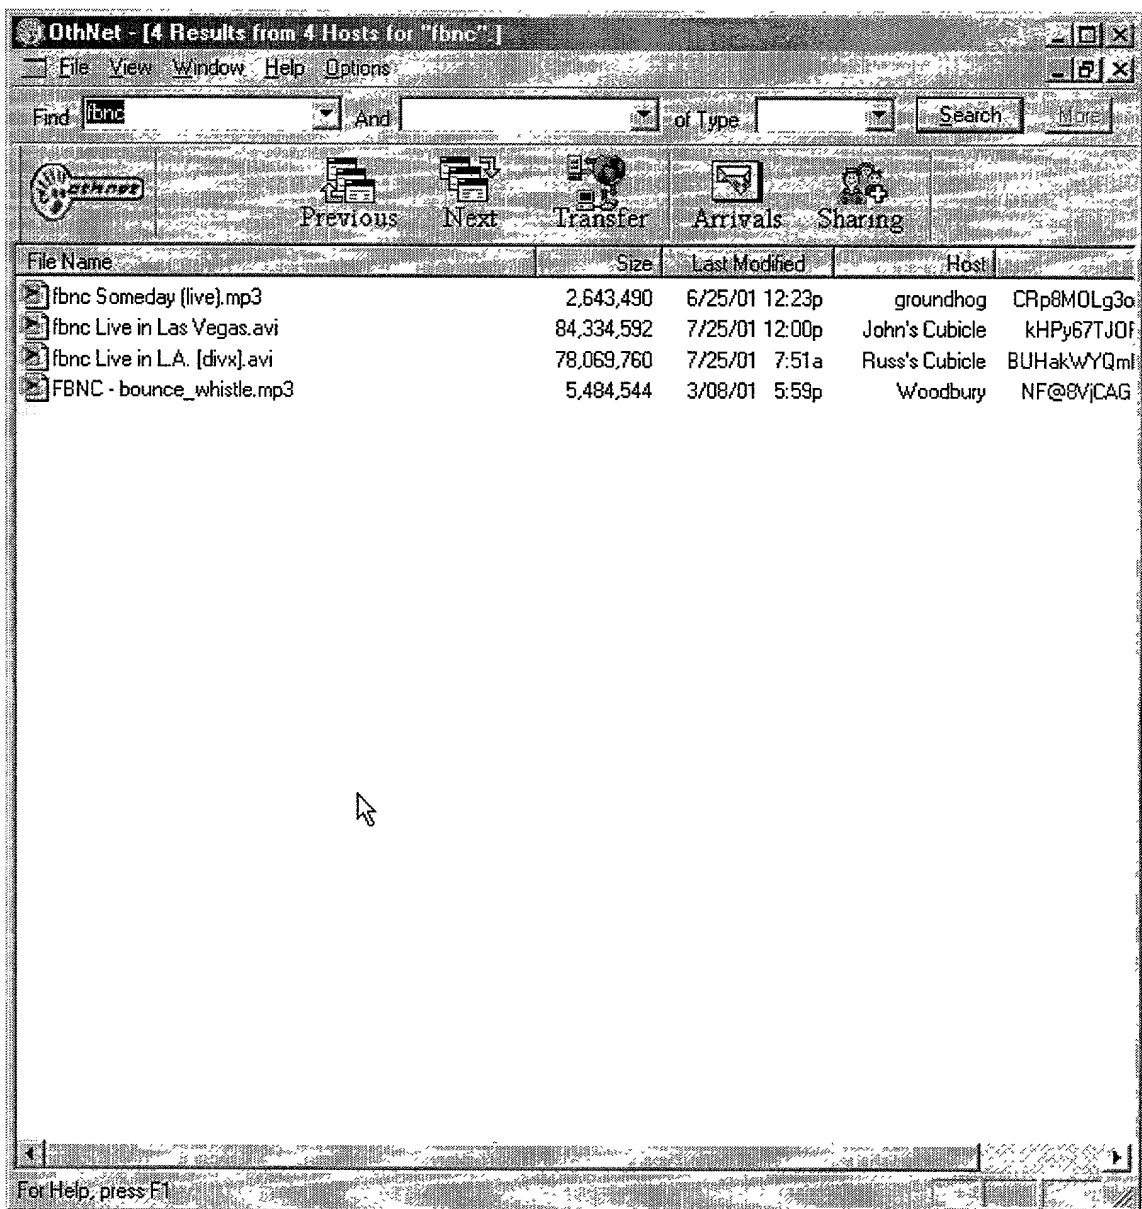 OthNet - [4 Results from 4 Hosts for "fbnc".]
File View Window Help Options
Find fbnc And of Type Search More
othnet
Previous Next Transfer Arrivals Sharing
File Name Size Last Modified Host
fbnc Someday (live).mp3 2,643,490 6/25/01 12:23p groundhog
fbnc Live in Las Vegas.avi 84,334,592 7/25/01 12:00p John's Cubicle
fbnc Live in L.A. [divx].avi 78,069,760 7/25/01 7:51a Russ's Cubicle
FBNC - bounce_whistle.mp3 5,484,544 3/08/01 5:59p Woodbury NF@8VjCAG
For Help, press F1